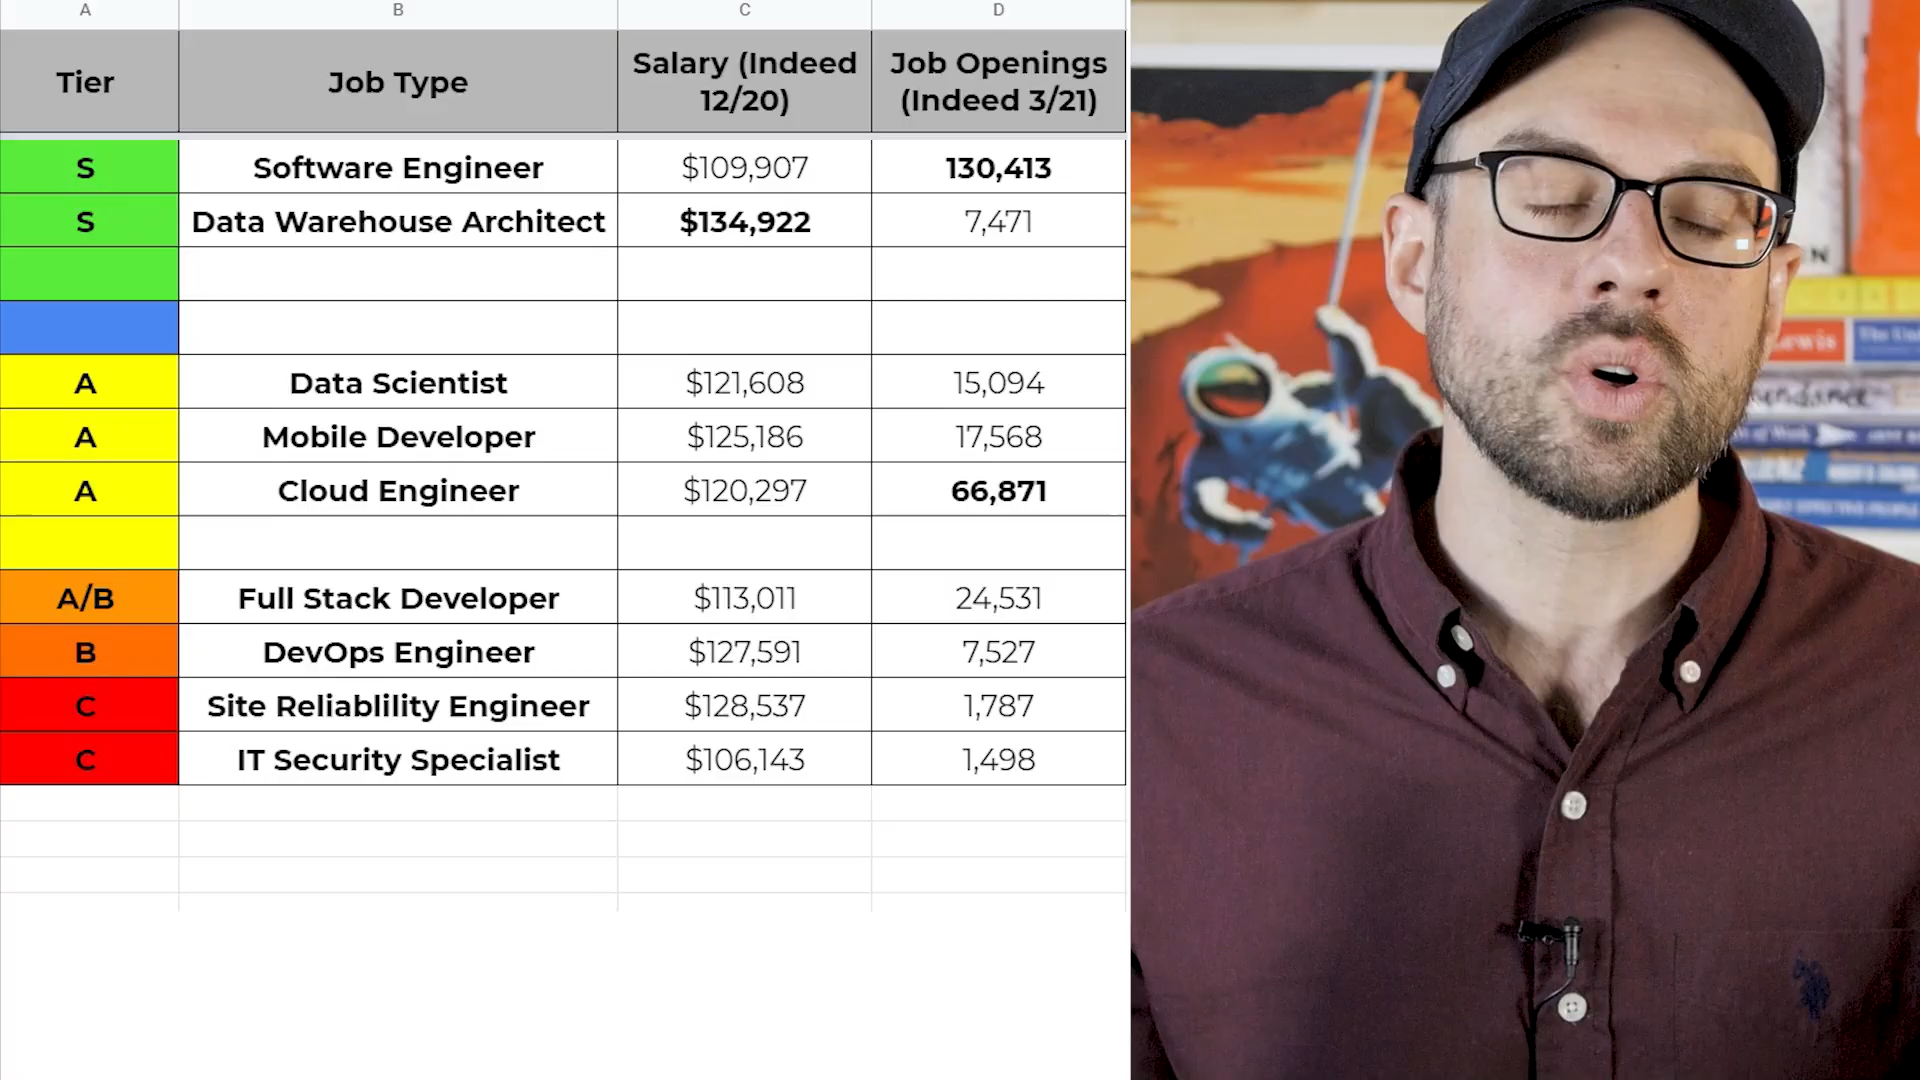 A B C D
Tier Job Type Salary (Indeed 12/20) Job Openings (Indeed 3/21)
S Software Engineer $109,907 130,413
S Data Warehouse Architect $134,922 7,471
A Data Scientist $121,608 15,094
A Mobile Developer $125,186 17,568
A Cloud Engineer $120,297 66,871
A/B Full Stack Developer $113,011 24,531
B DevOps Engineer $127,591 7,527
C Site Reliablility Engineer $128,537 1,787
C IT Security Specialist $106,143 1,498